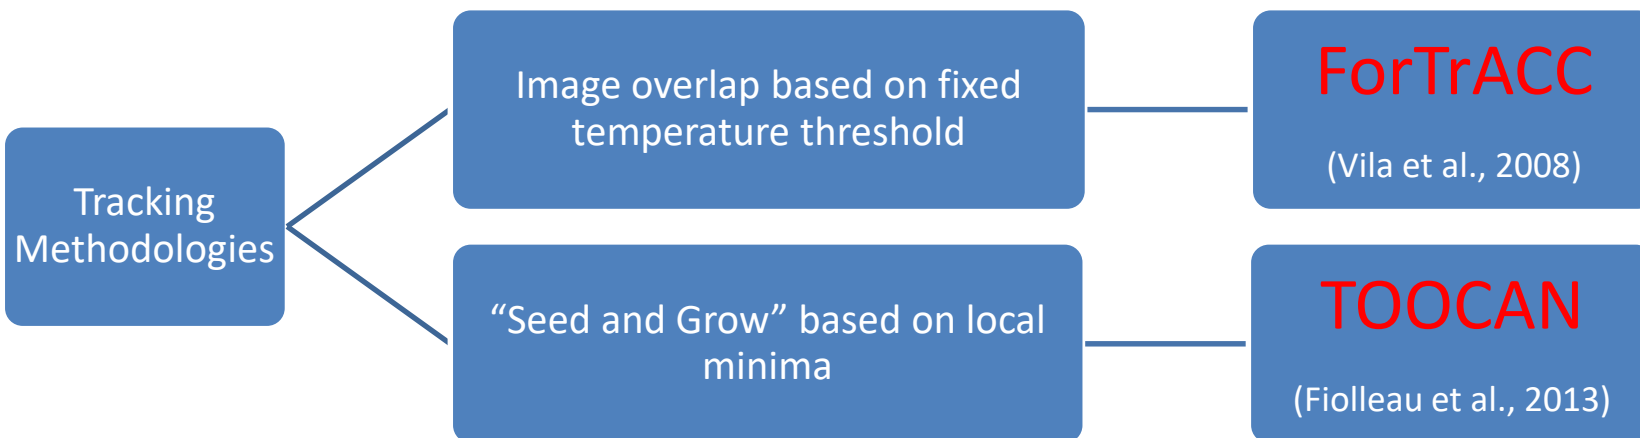 Tracking
Methodologies
Image overlap based on fixed
temperature threshold
ForTrACC
(Vila et al., 2008)
“Seed and Grow” based on local
minima
TOOCAN
(Fiolleau et al., 2013)